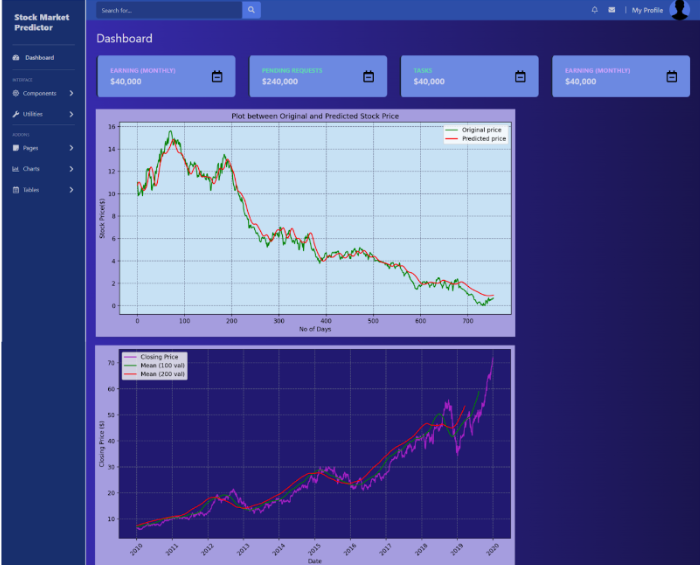 Stock Market
Predictor
Search for...
My Profile
Dashboard
Dashboard
INTERFACE
Components
Utilities
ADDONS
Pages
Charts
Tables
EARNING (MONTHLY)
$40,000
PENDING REQUESTS
$240,000
TASKS
$40,000
EARNING (MONTHLY)
$40,000
Plot between Original and Predicted Stock Price
Original price
Predicted price
Stock Price($)
16
14
12
10
8
6
4
2
0
0 100 200 300 400 500 600 700
No of Days
Closing Price
Mean (100 val)
Mean (200 val)
Closing Price ($)
70
60
50
40
30
20
10
2010 2011 2012 2013 2014 2015 2016 2017 2018 2019 2020
Date